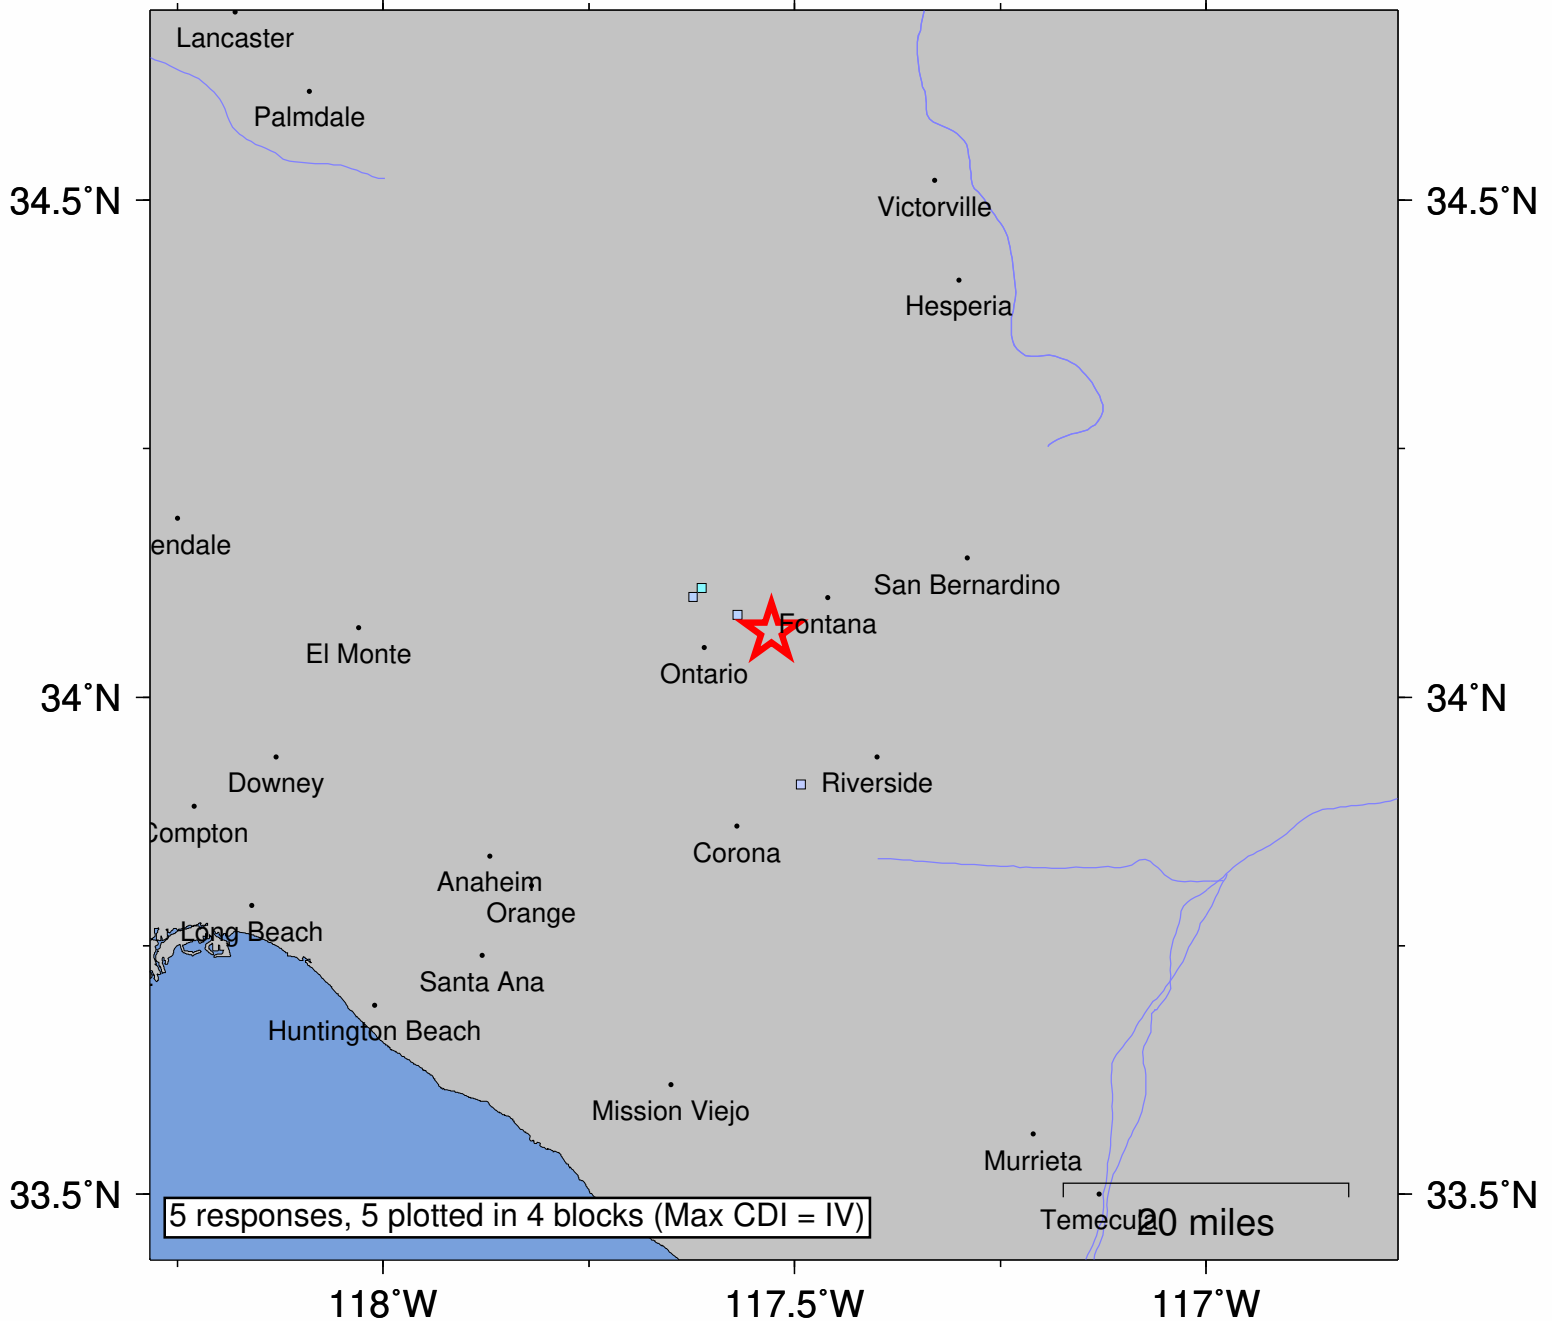 Lancaster
Palmdale
34.5°N
34.5°N
Victorville
Hesperia
endale
San Bernardino
Fontana
El Monte
Ontario
34°N
34°N
Downey
Riverside
Compton
Corona
Anaheim
Orange
Long Beach
Santa Ana
Huntington Beach
Mission Viejo
Murrieta
33.5°N
33.5°N
5 responses, 5 plotted in 4 blocks (Max CDI = IV)
Temecula
20 miles
118°W
117.5°W
117°W